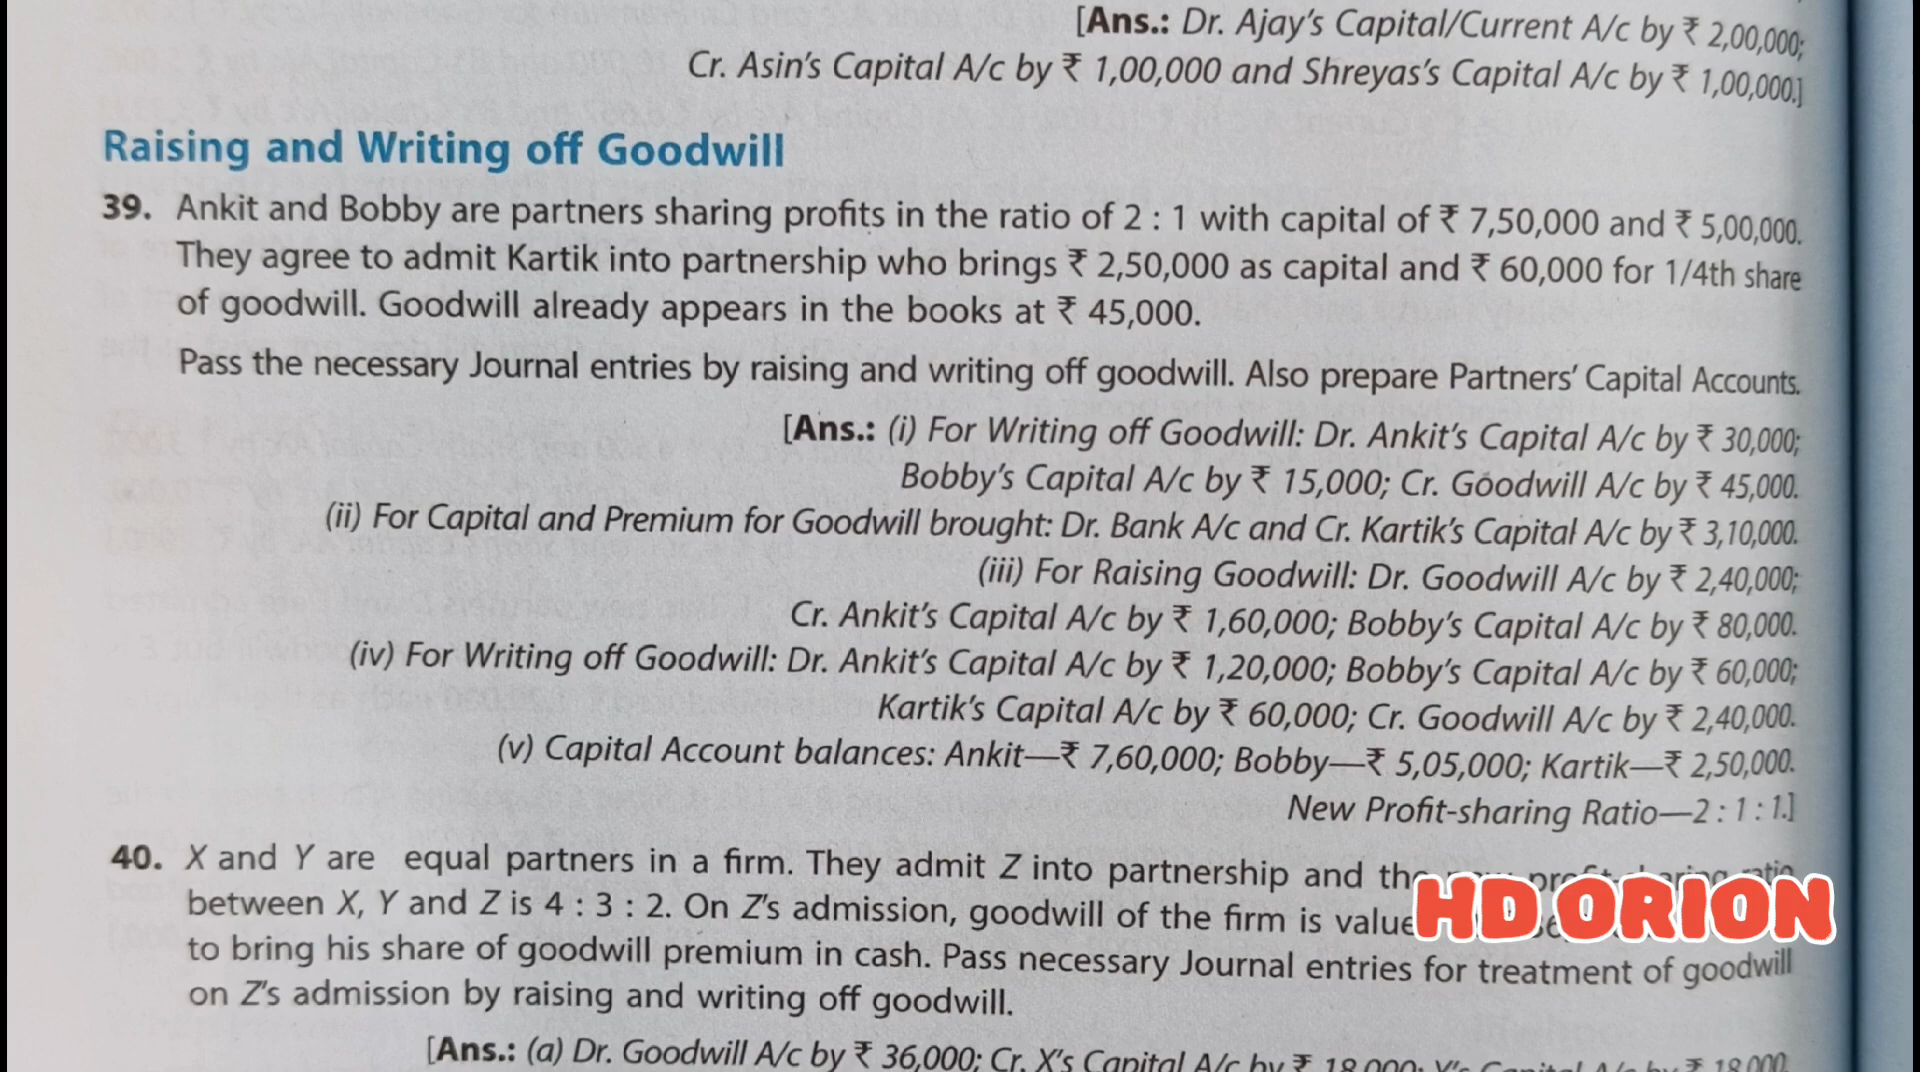 [Ans.: Dr. Ajay's Capital/Current A/c by ₹ 2,00,000;
Cr. Asin's Capital A/c by ₹ 1,00,000 and Shreyas's Capital A/c by ₹ 1,00,000.]
Raising and Writing off Goodwill
39. Ankit and Bobby are partners sharing profits in the ratio of 2 : 1 with capital of ₹ 7,50,000 and ₹ 5,00,000.
They agree to admit Kartik into partnership who brings ₹ 2,50,000 as capital and ₹ 60,000 for 1/4th share
of goodwill. Goodwill already appears in the books at ₹ 45,000.
Pass the necessary Journal entries by raising and writing off goodwill. Also prepare Partners' Capital Accounts.
[Ans.: (i) For Writing off Goodwill: Dr. Ankit's Capital A/c by ₹ 30,000;
Bobby's Capital A/c by ₹ 15,000; Cr. Goodwill A/c by ₹ 45,000.
(ii) For Capital and Premium for Goodwill brought: Dr. Bank A/c and Cr. Kartik's Capital A/c by ₹ 3,10,000.
(iii) For Raising Goodwill: Dr. Goodwill A/c by ₹ 2,40,000;
Cr. Ankit's Capital A/c by ₹ 1,60,000; Bobby's Capital A/c by ₹ 80,000.
(iv) For Writing off Goodwill: Dr. Ankit's Capital A/c by ₹ 1,20,000; Bobby's Capital A/c by ₹ 60,000;
Kartik's Capital A/c by ₹ 60,000; Cr. Goodwill A/c by ₹ 2,40,000.
(v) Capital Account balances: Ankit—₹ 7,60,000; Bobby—₹ 5,05,000; Kartik—₹ 2,50,000.
New Profit-sharing Ratio—2 : 1 : 1.]
40. X and Y are equal partners in a firm. They admit Z into partnership and the ratio
between X, Y and Z is 4 : 3 : 2. On Z's admission, goodwill of the firm is
HD ORION
to bring his share of goodwill premium in cash. Pass necessary Journal entries for treatment of goodwill
on Z's admission by raising and writing off goodwill.
[Ans.: (a) Dr. Goodwill A/c by ₹ 36,000; Cr. X's Capital A/c by ₹ 18,000; Y's Capital A/c by ₹ 18,000.